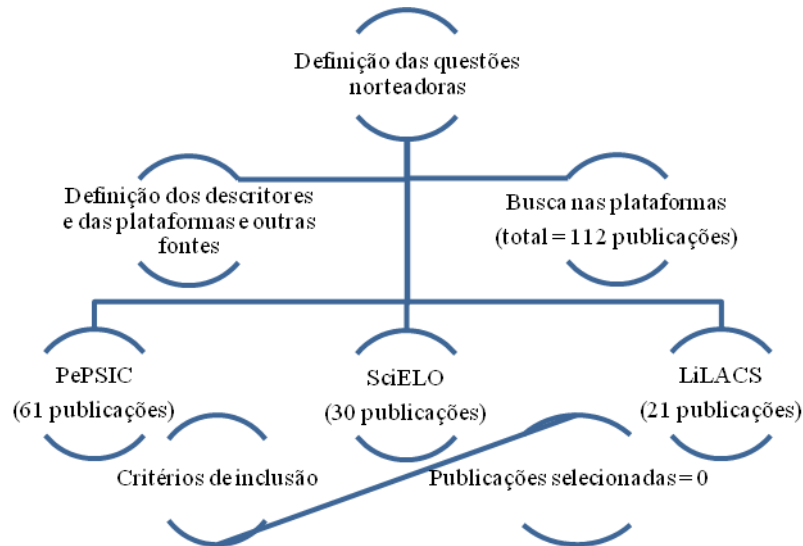 Definição das questões
norteadoras
Definição dos descritores
e das plataformas e outras
fontes
Busca nas plataformas
(total = 112 publicações)
PePSIC
(61 publicações)
SciELO
(30 publicações)
LiLACS
(21 publicações)
Critérios de inclusão
Publicações selecionadas = 0